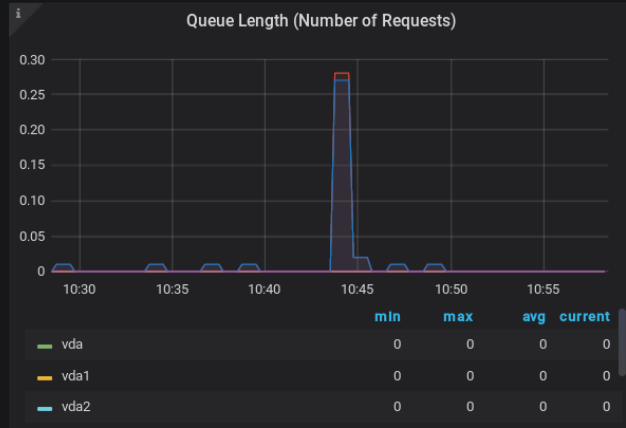 i
Queue Length (Number of Requests)
0.30
0.25
0.20
0.15
0.10
0.05
0
10:30 10:35 10:40 10:45 10:50 10:55
min max avg current
vda 0 0 0 0
vda1 0 0 0 0
vda2 0 0 0 0